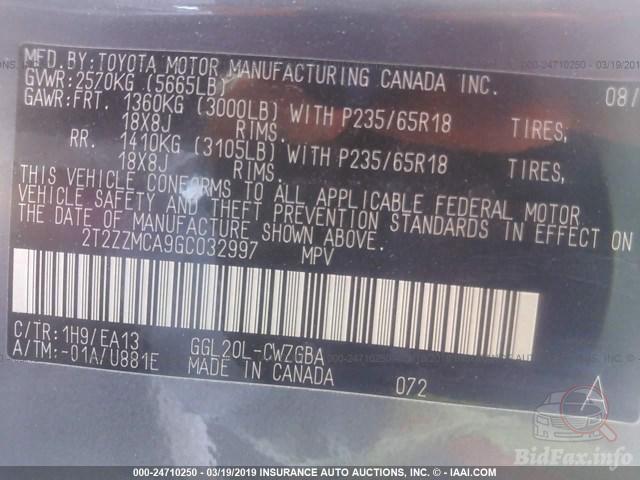 MFD.BY:TOYOTA MOTOR MANUFACTURING CANADA INC. 08/
GVWR:2570KG (5665LB)
GAWR:FRT. 1360KG (3000LB) WITH P235/65R18 TIRES,
18X8J RIMS.
RR. 1410KG (3105LB) WITH P235/65R18 TIRES,
18X8J RIMS.
THIS VEHICLE CONFORMS TO ALL APPLICABLE FEDERAL MOTOR
VEHICLE SAFETY AND THEFT PREVENTION STANDARDS IN
THE DATE OF MANUFACTURE SHOWN ABOVE.
2T2ZZMCA9GC032997 MPV
C/TR:1H9/EA13 GGL20L-CWZGBA
A/TM:-01A/U881E MADE IN CANADA 072
BidFax.info
000-24710250 - 03/19/2019 INSURANCE AUTO AUCTIONS, INC. - © IAAI.COM